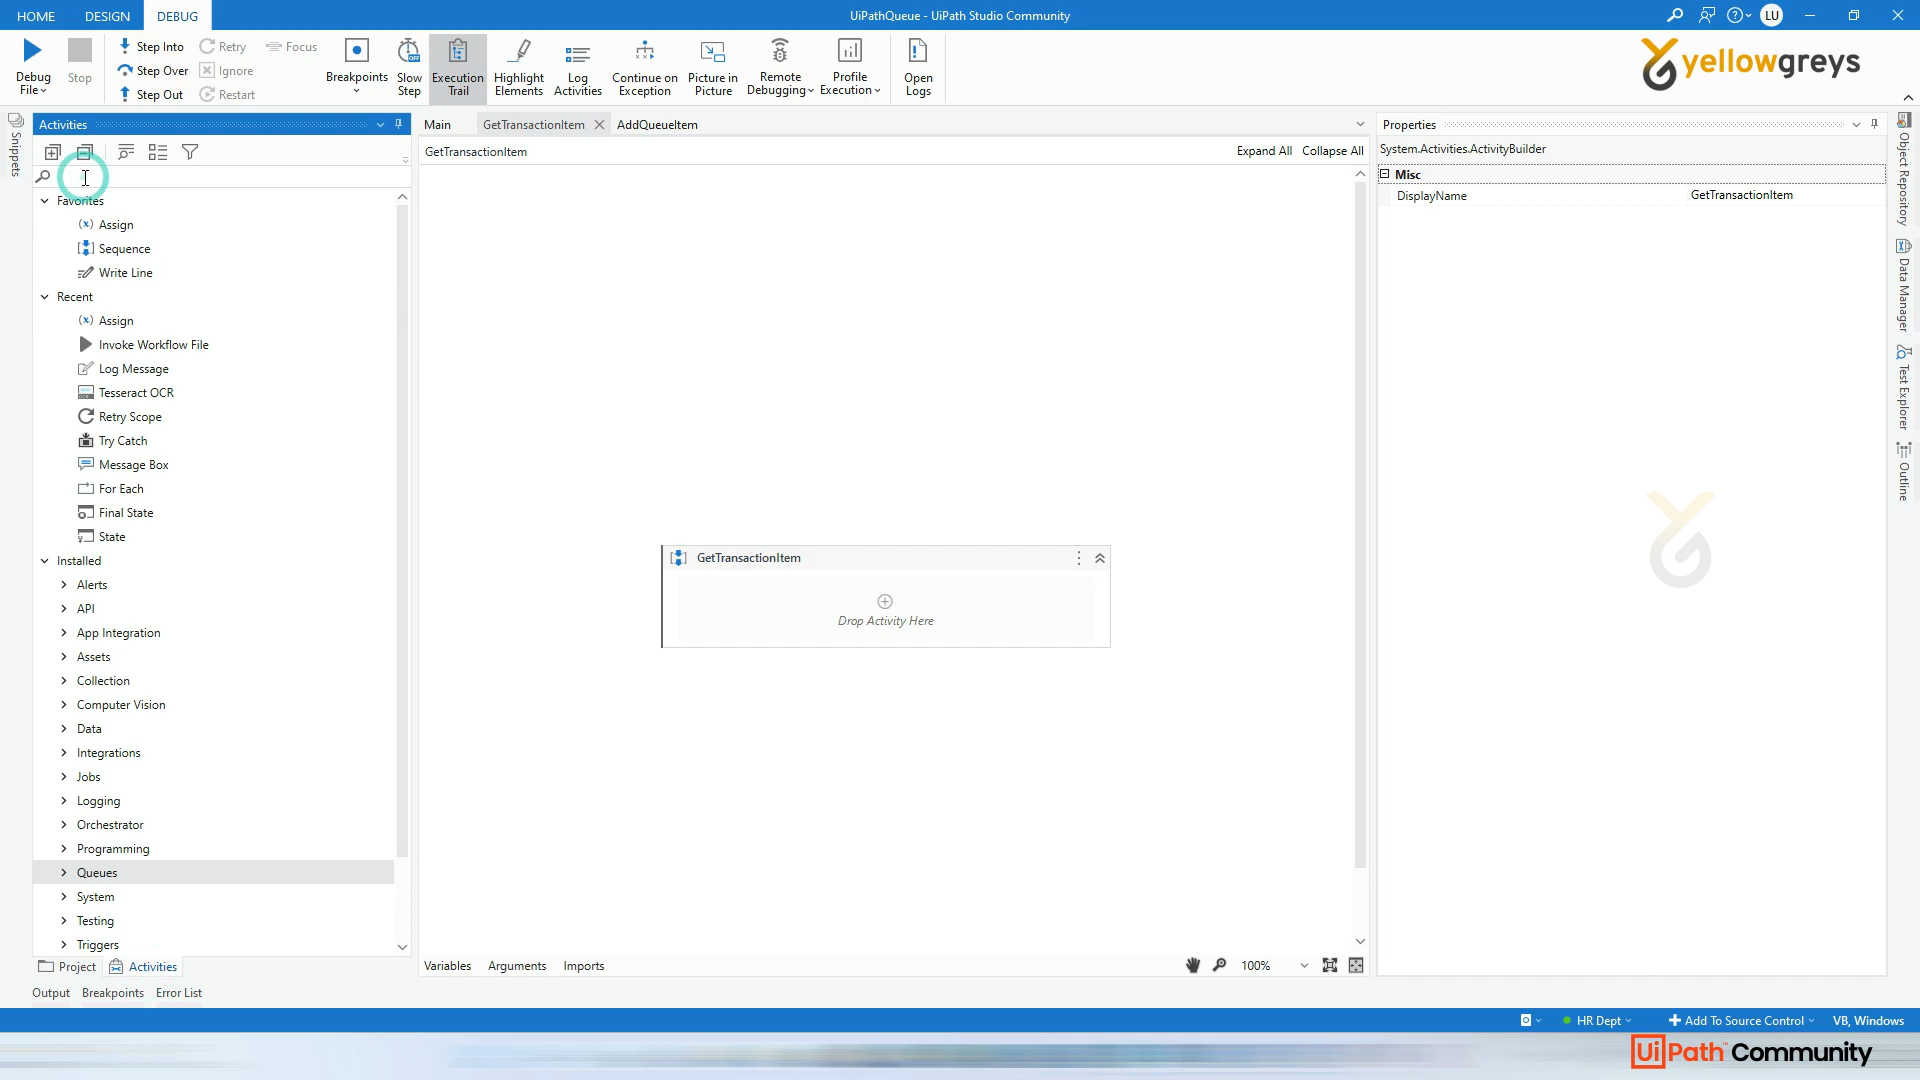 HOME DESIGN DEBUG UiPathQueue - UiPath Studio Community LU
Debug File Stop
Step Into Retry Focus
Step Over Ignore
Step Out Restart
Breakpoints
Slow Step
Execution Trail
Highlight Elements
Log Activities
Continue on Exception
Picture in Picture
Remote Debugging
Profile Execution
Open Logs
yellowgreys
Snippets
Activities
Favorites
Assign
Sequence
Write Line
Recent
Assign
Invoke Workflow File
Log Message
Tesseract OCR
Retry Scope
Try Catch
Message Box
For Each
Final State
State
Installed
Alerts
API
App Integration
Assets
Collection
Computer Vision
Data
Integrations
Jobs
Logging
Orchestrator
Programming
Queues
System
Testing
Triggers
Project Activities
Main GetTransactionItem AddQueueItem
GetTransactionItem Expand All Collapse All
GetTransactionItem
Drop Activity Here
Variables Arguments Imports 100%
Properties
System.Activities.ActivityBuilder
Misc
DisplayName GetTransactionItem
Object Repository
Data Manager
Test Explorer
Outline
Output Breakpoints Error List
HR Dept Add To Source Control VB, Windows
UiPath™ Community